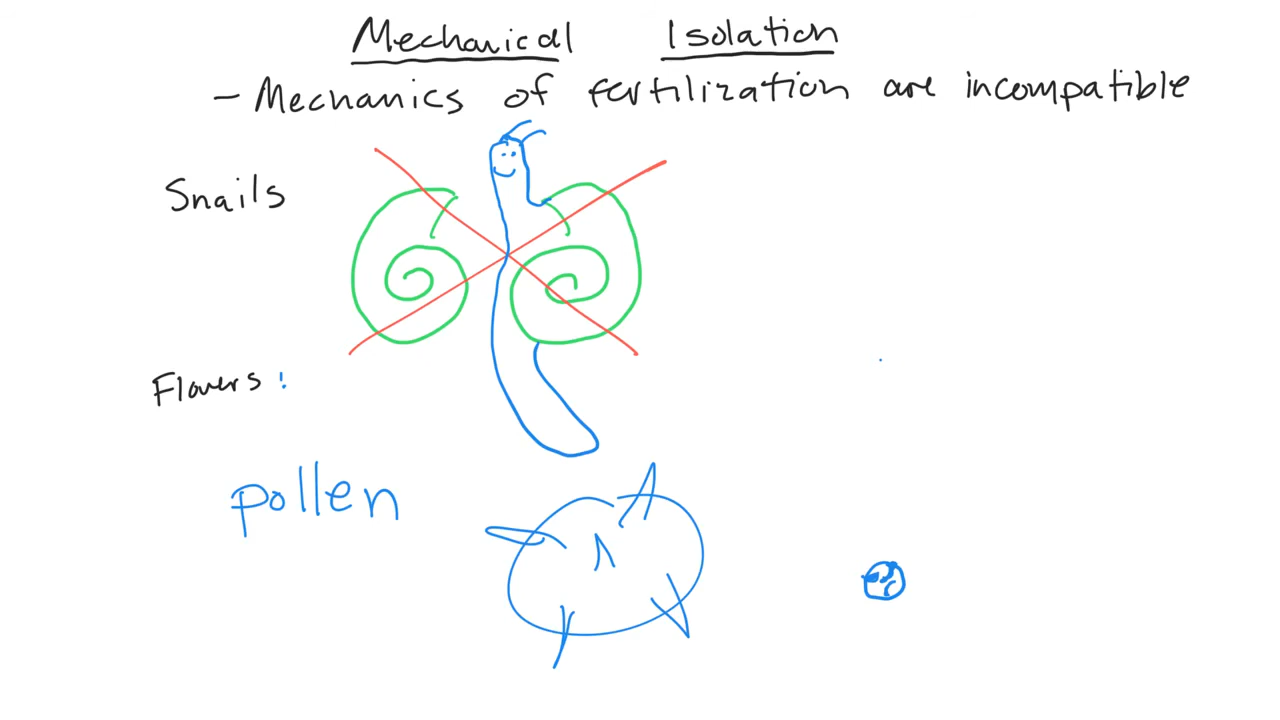 Mechanical Isolation
- Mechanics of fertilization are incompatible
Snails
Flowers :
pollen